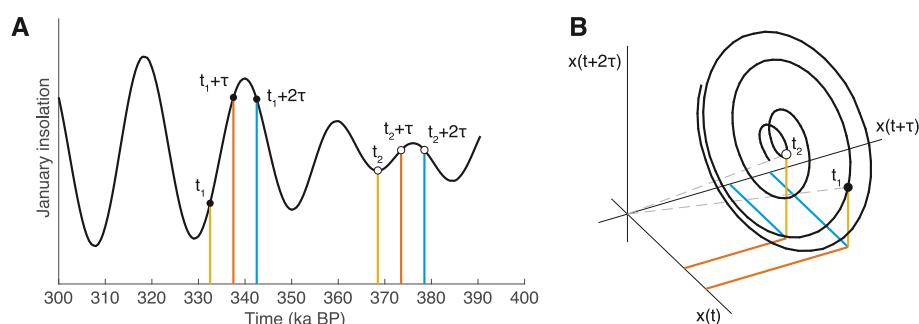 A
January insolation
t1
t1+τ
t1+2τ
t2
t2+τ
t2+2τ
300 310 320 330 340 350 360 370 380 390 400
Time (ka BP)
B
x(t+2τ)
x(t+τ)
t2
t1
x(t)